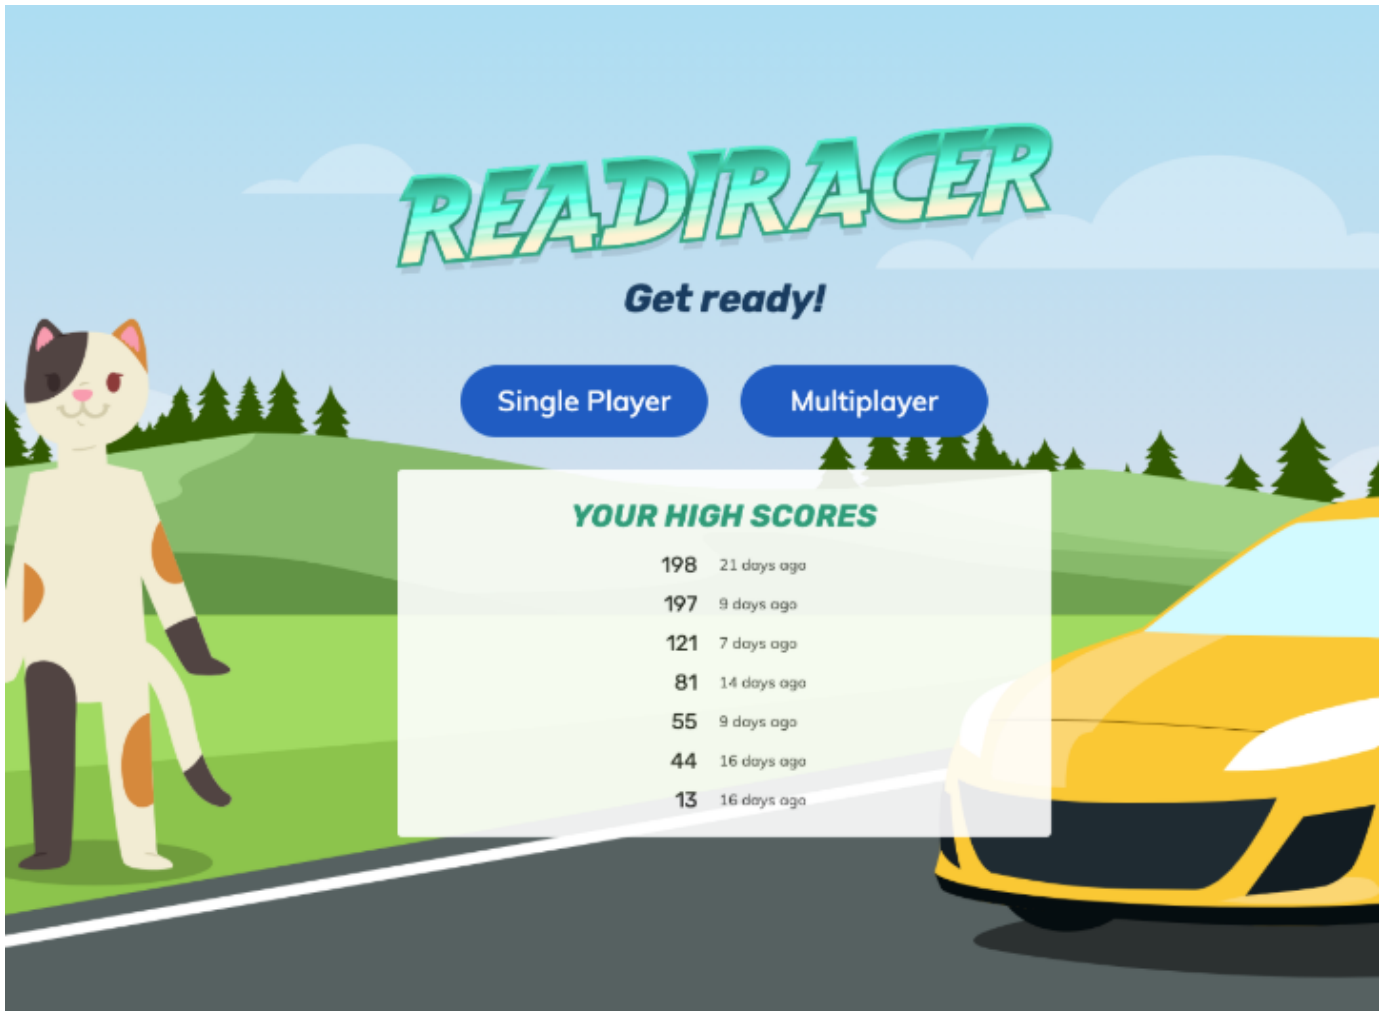 READIRACER
Get ready!
Single Player Multiplayer
YOUR HIGH SCORES
198 21 days ago
197 9 days ago
121 7 days ago
81 14 days ago
55 9 days ago
44 16 days ago
13 16 days ago